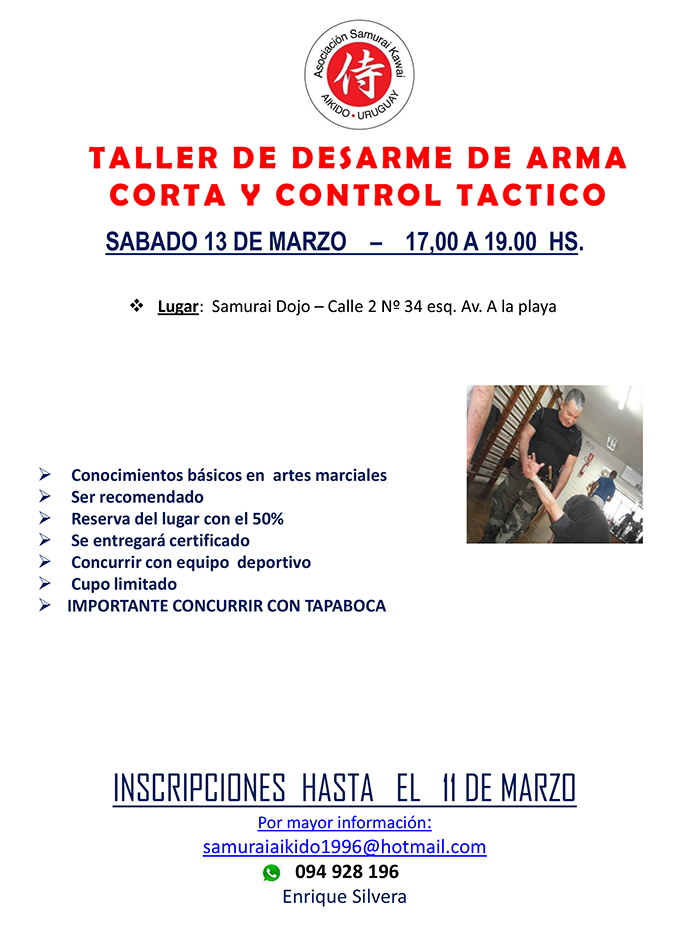 Asociación Samurai Kawai
侍
AIKIDO • URUGUAY
TALLER DE DESARME DE ARMA
CORTA Y CONTROL TACTICO
SABADO 13 DE MARZO – 17,00 A 19.00 HS.
❖ Lugar: Samurai Dojo – Calle 2 Nº 34 esq. Av. A la playa
➢ Conocimientos básicos en artes marciales
➢ Ser recomendado
➢ Reserva del lugar con el 50%
➢ Se entregará certificado
➢ Concurrir con equipo deportivo
➢ Cupo limitado
➢ IMPORTANTE CONCURRIR CON TAPABOCA
INSCRIPCIONES HASTA EL 11 DE MARZO
Por mayor información:
samuraiaikido1996@hotmail.com
094 928 196
Enrique Silvera